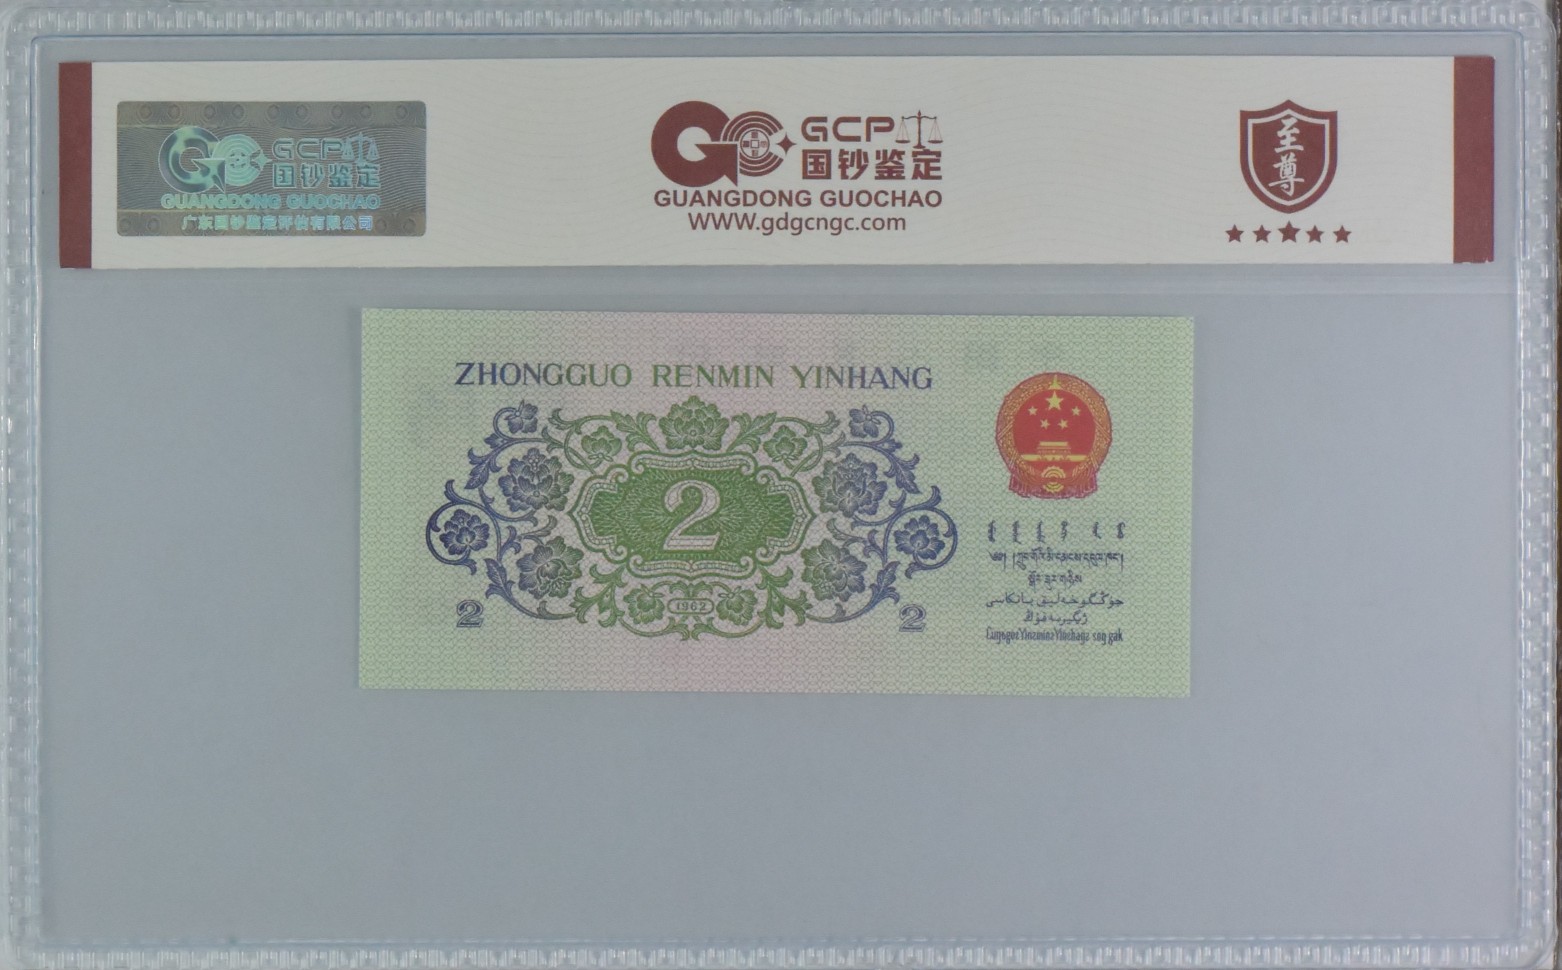 GCP
国钞鉴定
GUANGDONG GUOCHAO
广东国钞鉴定评估有限公司
GCP
国钞鉴定
GUANGDONG GUOCHAO
WWW.gdgcngc.com
至尊
ZHONGGUO RENMIN YINHANG
2
1962
2
2
جۇڭگوخەلىق بانكاسى